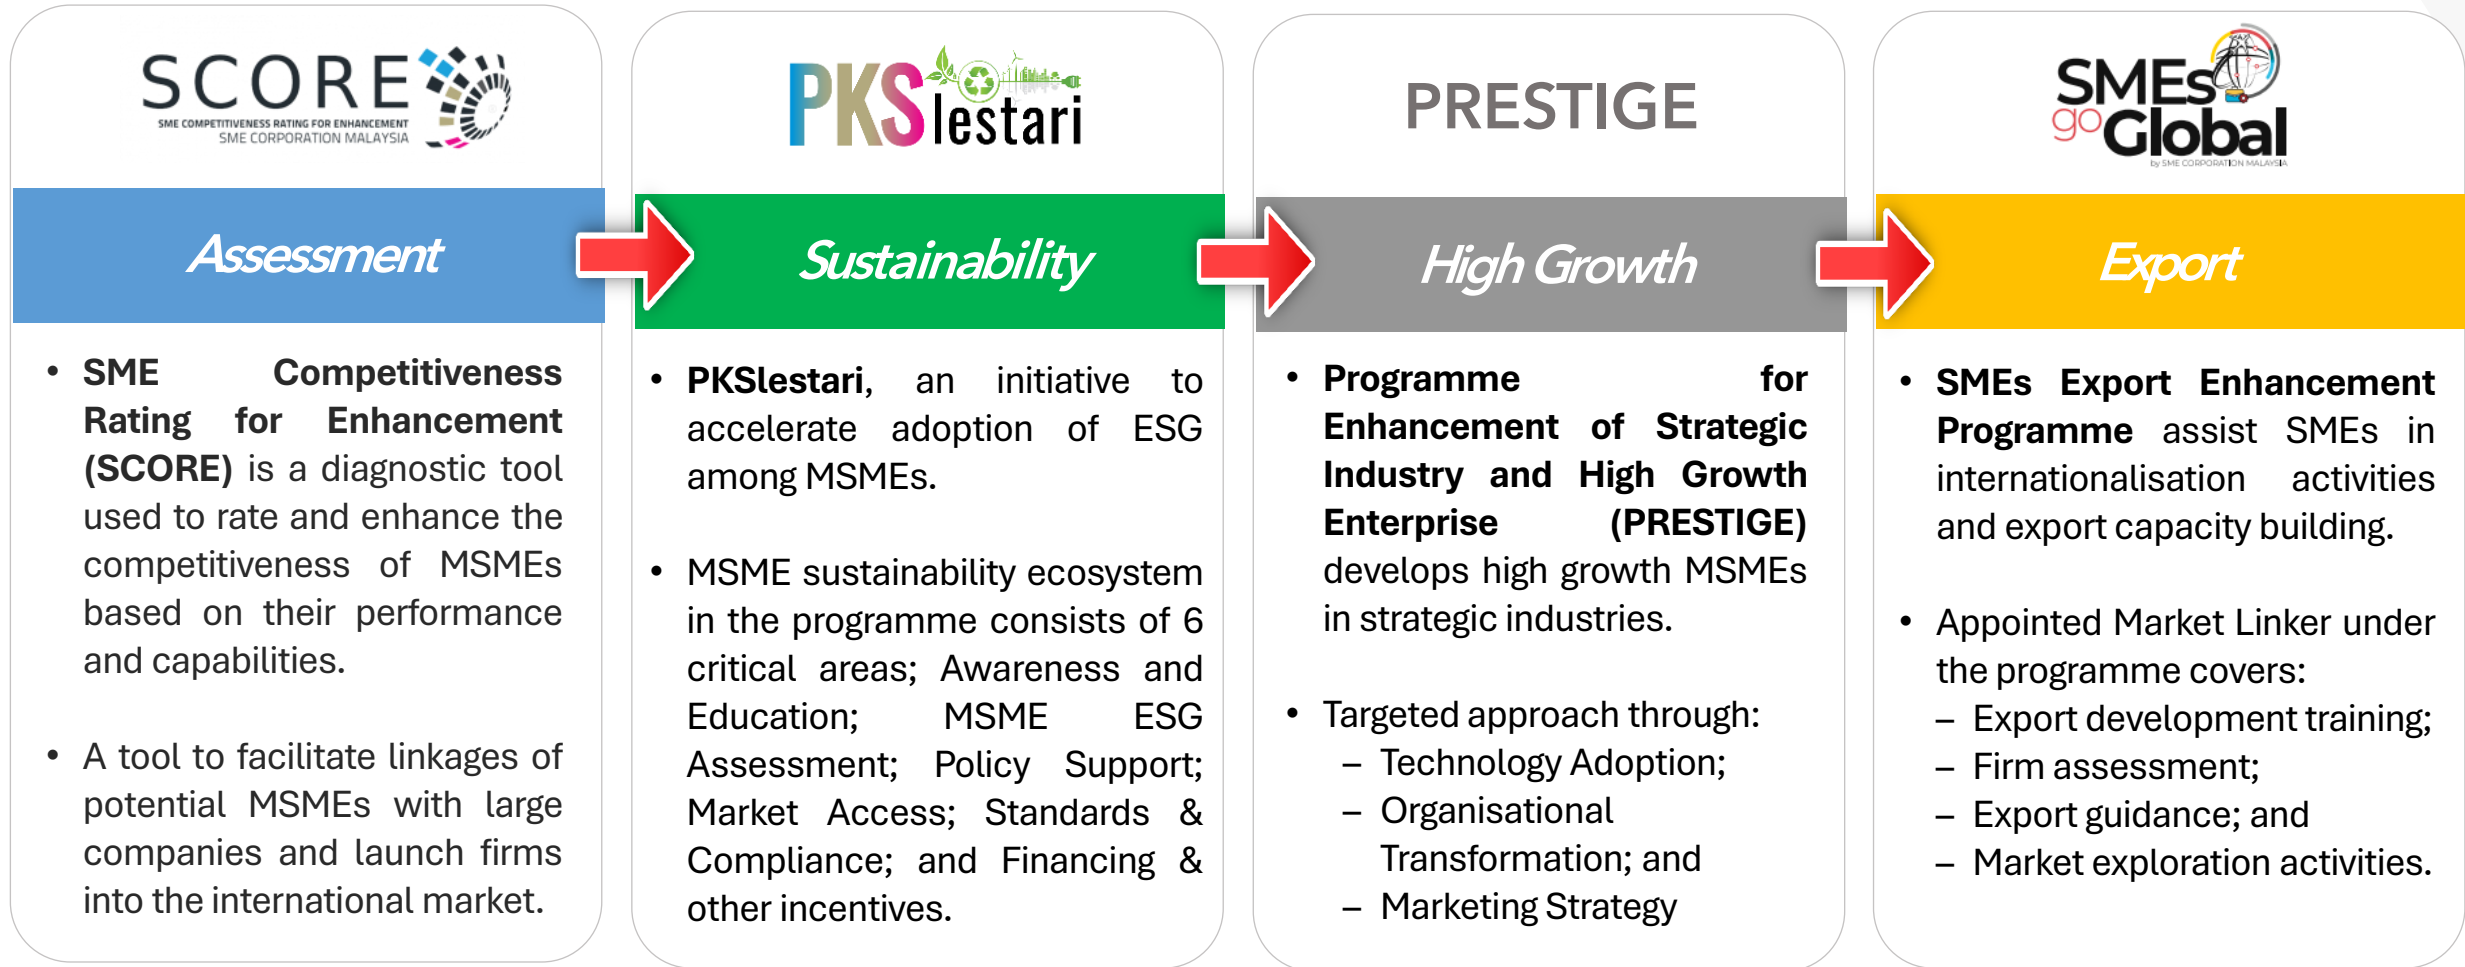 SCORE
SME COMPETITIVENESS RATING FOR ENHANCEMENT
SME CORPORATION MALAYSIA
Assessment
• SME Competitiveness
Rating for Enhancement
(SCORE) is a diagnostic tool
used to rate and enhance the
competitiveness of MSMEs
based on their performance
and capabilities.
• A tool to facilitate linkages of
potential MSMEs with large
companies and launch firms
into the international market.
PKS lestari
Sustainability
• PKSlestari, an initiative to
accelerate adoption of ESG
among MSMEs.
• MSME sustainability ecosystem
in the programme consists of 6
critical areas; Awareness and
Education; MSME ESG
Assessment; Policy Support;
Market Access; Standards &
Compliance; and Financing &
other incentives.
PRESTIGE
High Growth
• Programme for
Enhancement of Strategic
Industry and High Growth
Enterprise (PRESTIGE)
develops high growth MSMEs
in strategic industries.
• Targeted approach through:
– Technology Adoption;
– Organisational
Transformation; and
– Marketing Strategy
SMEs
go Global
by SME CORPORATION MALAYSIA
Export
• SMEs Export Enhancement
Programme assist SMEs in
internationalisation activities
and export capacity building.
• Appointed Market Linker under
the programme covers:
– Export development training;
– Firm assessment;
– Export guidance; and
– Market exploration activities.